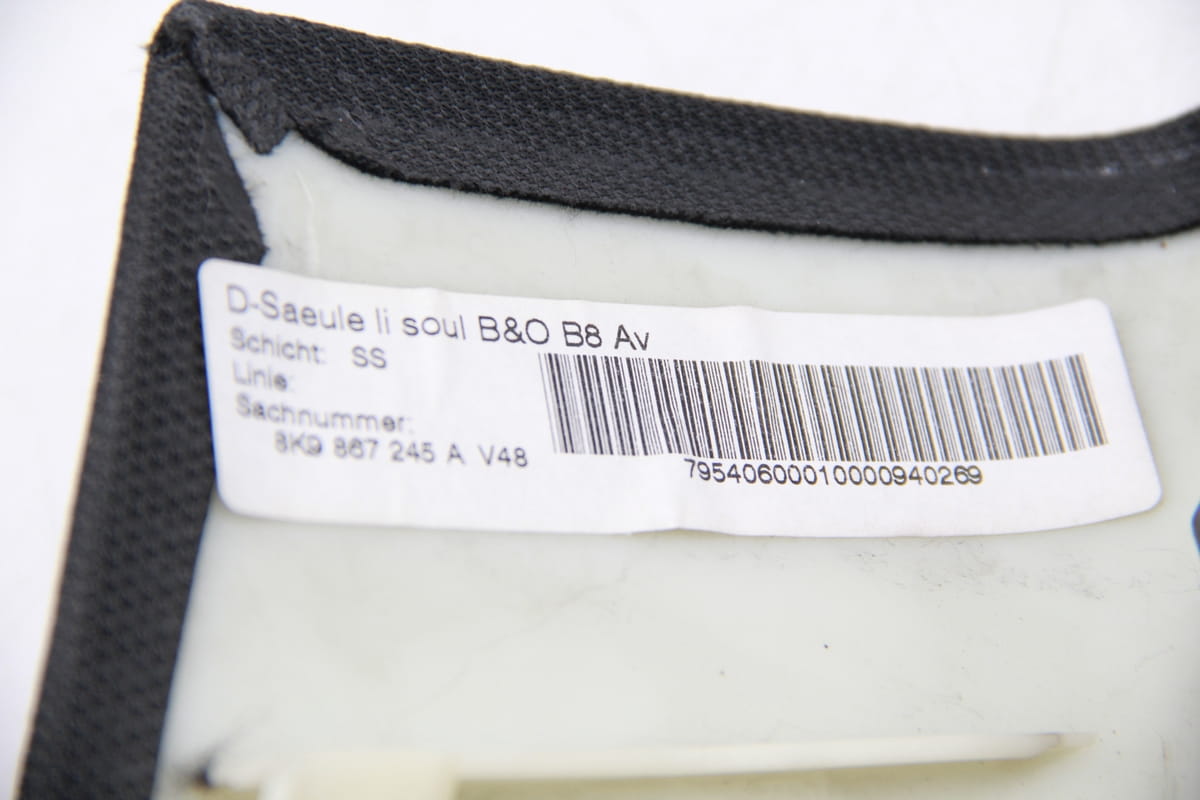 D-Saeule li soul B&O B8 Av
Schicht: SS
Linie:
Sachnummer:
8K9 867 245 A V48
79540600010000940269